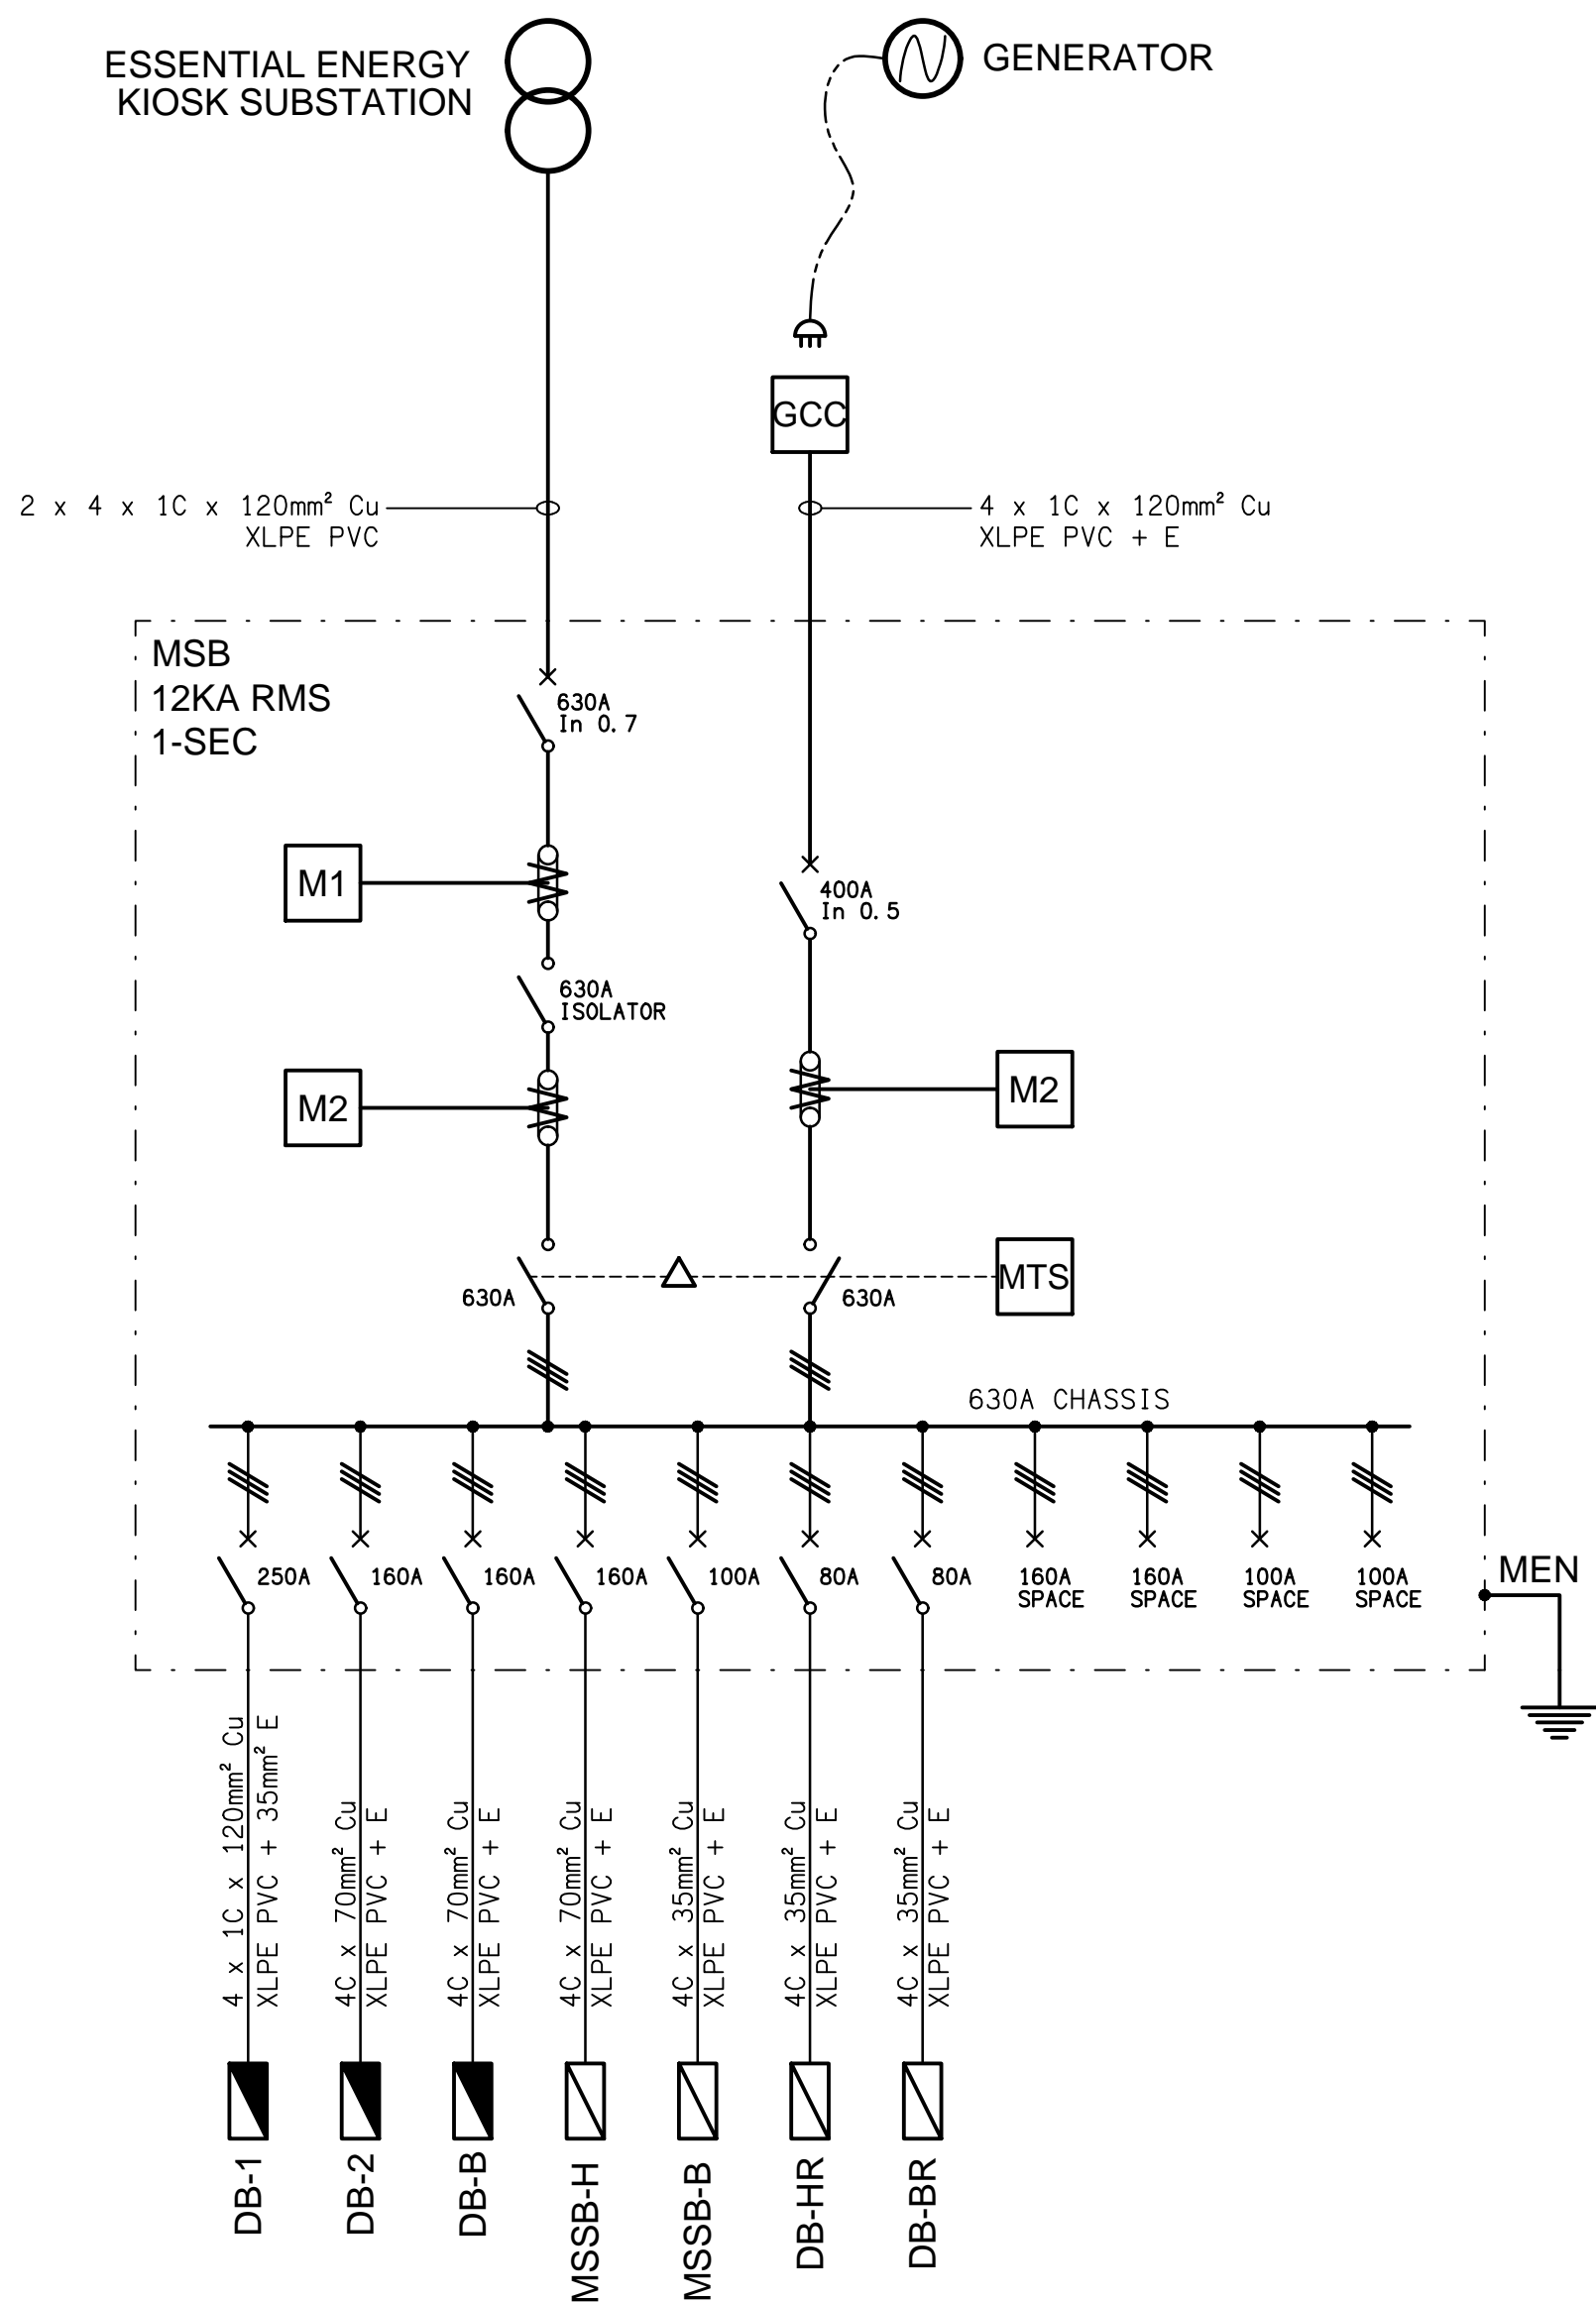 ESSENTIAL ENERGY
KIOSK SUBSTATION
GENERATOR
GCC
2 x 4 x 1C x 120mm² Cu
XLPE PVC
4 x 1C x 120mm² Cu
XLPE PVC + E
MSB
12KA RMS
1-SEC
630A
In 0.7
M1
400A
In 0.5
630A
ISOLATOR
M2
M2
630A
630A
MTS
630A CHASSIS
250A
160A
160A
160A
100A
80A
80A
160A
SPACE
160A
SPACE
100A
SPACE
100A
SPACE
MEN
4 x 1C x 120mm² Cu
XLPE PVC + 35mm² E
4C x 70mm² Cu
XLPE PVC + E
4C x 70mm² Cu
XLPE PVC + E
4C x 70mm² Cu
XLPE PVC + E
4C x 35mm² Cu
XLPE PVC + E
4C x 35mm² Cu
XLPE PVC + E
4C x 35mm² Cu
XLPE PVC + E
DB-1
DB-2
DB-B
MSSB-H
MSSB-B
DB-HR
DB-BR